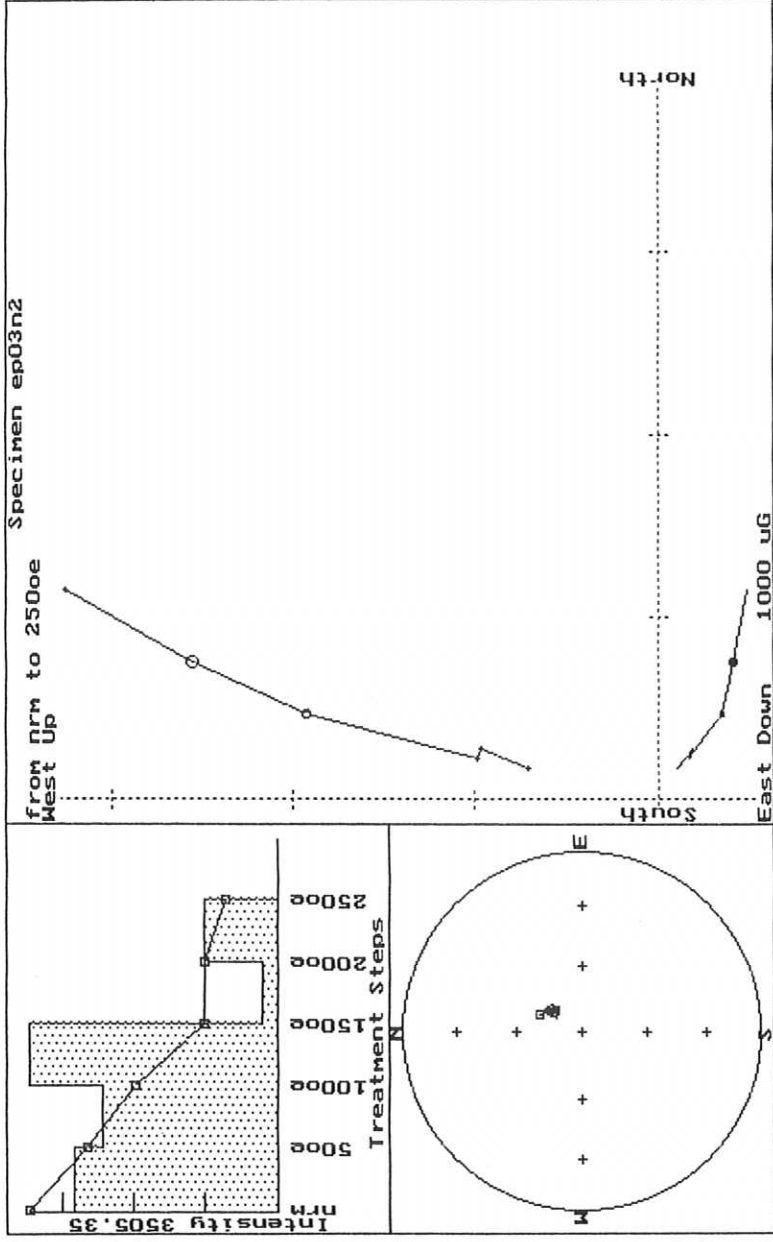 from nrm to 250oe Specimen ep03n2
West Up
North
South
East Down 1000 uG
Intensity 3505.35
nrm
50oe
100oe
150oe
200oe
250oe
Treatment Steps
N
E
S
W